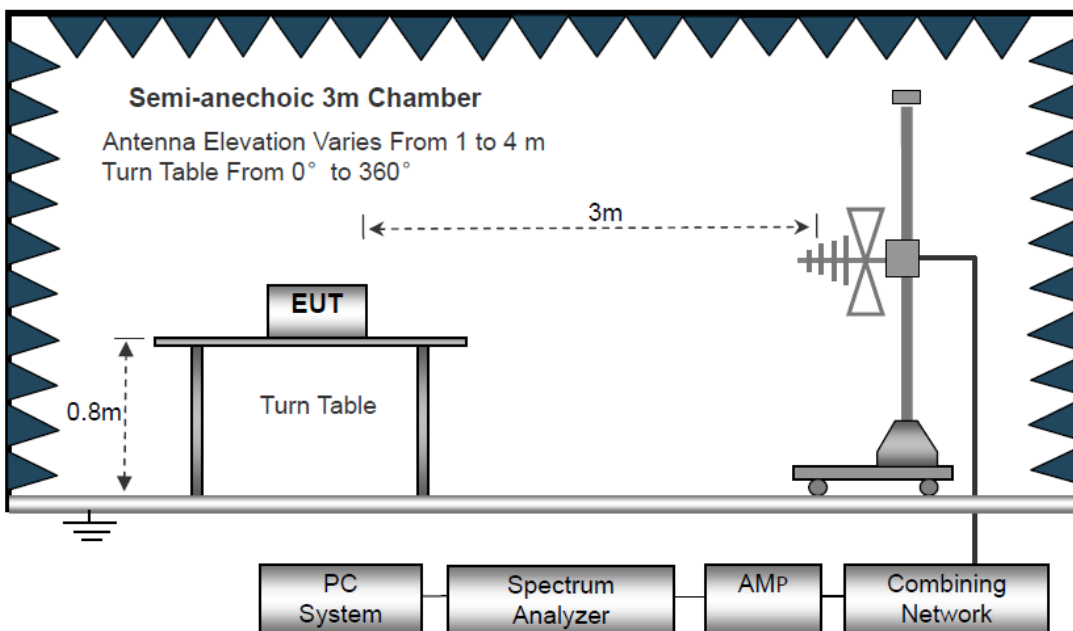 Semi-anechoic 3m Chamber
Antenna Elevation Varies From 1 to 4 m
Turn Table From 0° to 360°
3m
EUT
0.8m
Turn Table
PC
System
Spectrum
Analyzer
AMP
Combining
Network